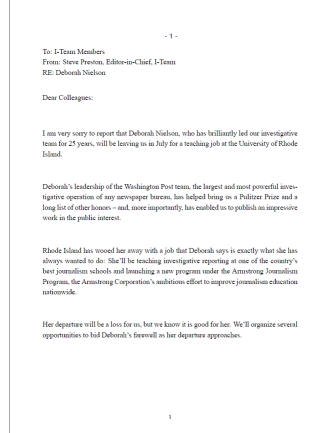 - 1 -
To: I-Team Members
From: Steve Preston, Editor-in-Chief, I-Team
RE: Deborah Nielson
Dear Colleagues:
I am very sorry to report that Deborah Nielson, who has brilliantly led our investigative
team for 25 years, will be leaving us in July for a teaching job at the University of Rhode
Island.
Deborah's leadership of the Washington Post team, the largest and most powerful inves-
tigative operation of any newspaper bureau, has helped bring us a Pulitzer Prize and a
long list of other honors – and, more importantly, has enabled us to publish an impressive
work in the public interest.
Rhode Island has wooed her away with a job that Deborah says is exactly what she has
always wanted to do: She'll be teaching investigative reporting at one of the country's
best journalism schools and launching a new program under the Armstrong Journalism
Program, the Armstrong Corporation's ambitious effort to improve journalism education
nationwide.
Her departure will be a loss for us, but we know it is good for her. We'll organize several
opportunities to bid Deborah's farewell as her departure approaches.
1